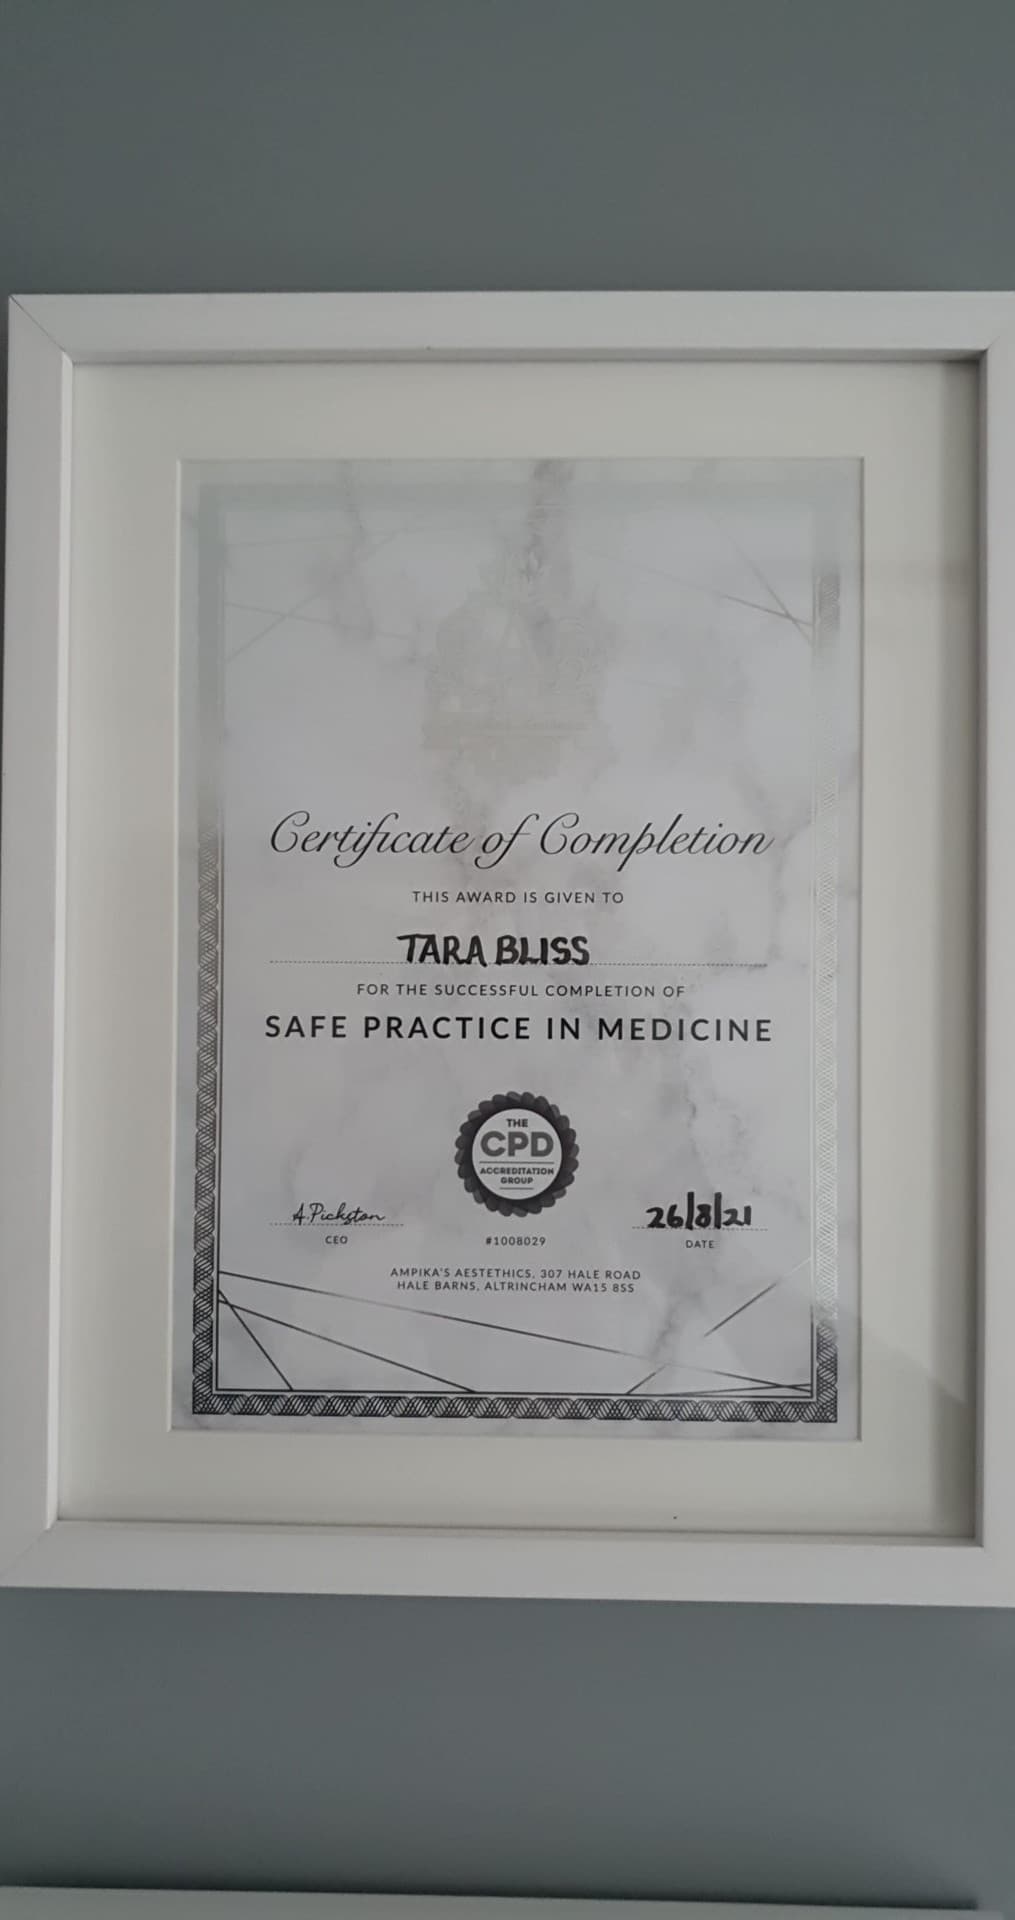 Certificate of Completion
THIS AWARD IS GIVEN TO
TARA BLISS
FOR THE SUCCESSFUL COMPLETION OF
SAFE PRACTICE IN MEDICINE
THE
CPD
ACCREDITATION
GROUP
A.Pickston
CEO
#1008029
26/8/21
DATE
AMPIKA'S AESTETHICS, 307 HALE ROAD
HALE BARNS, ALTRINCHAM WA15 8SS